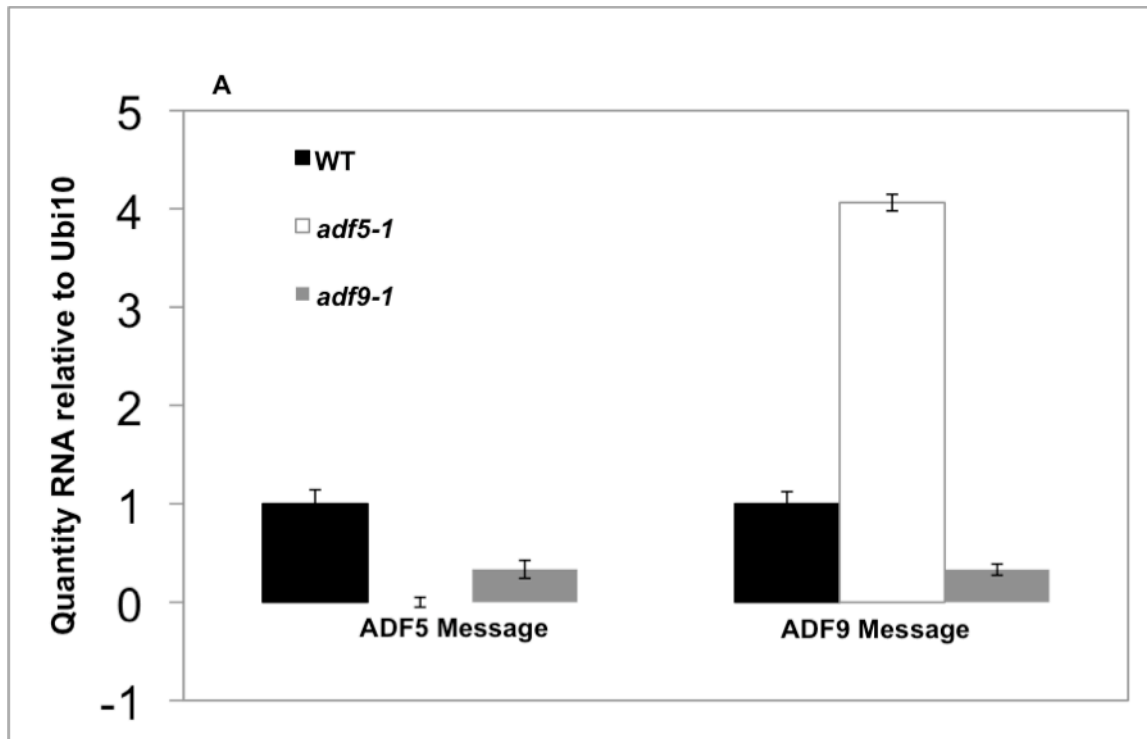 A
Quantity RNA relative to Ubi10
5
4
3
2
1
0
-1
WT
adf5-1
adf9-1
ADF5 Message
ADF9 Message